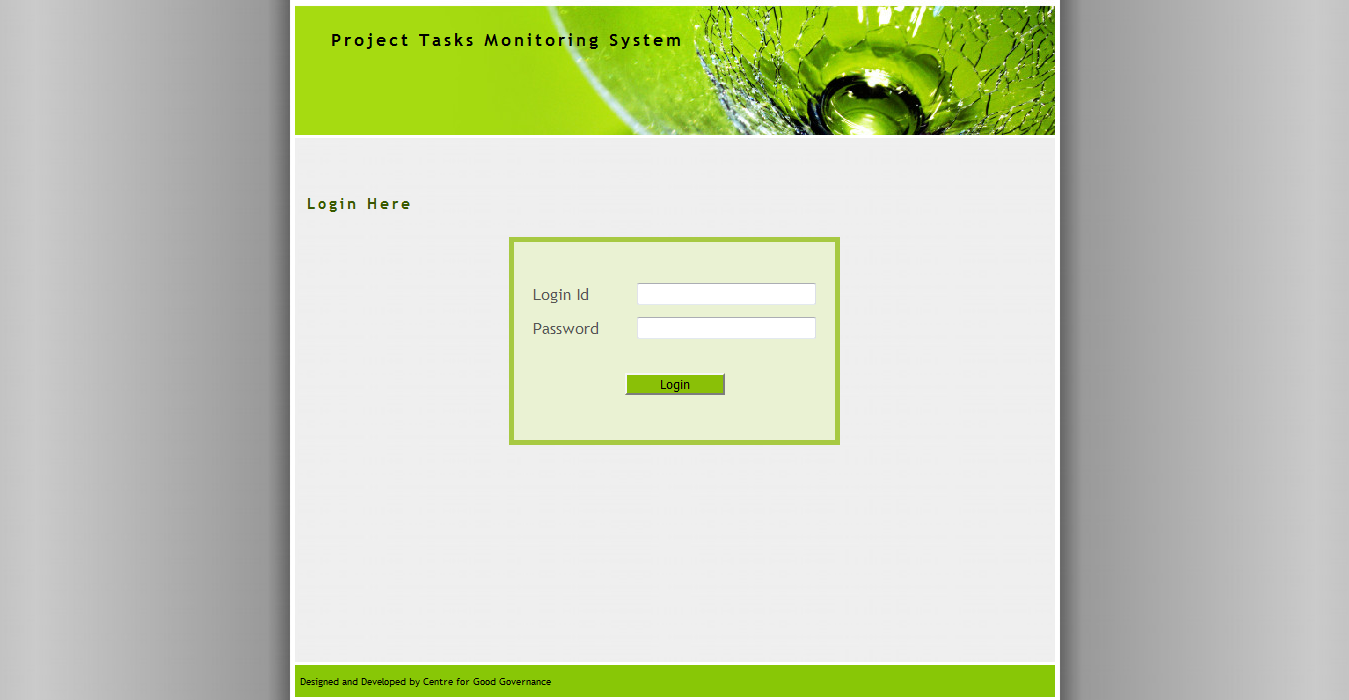 Project Tasks Monitoring System
Login Here
Login Id
Password
Login
Designed and Developed by Centre for Good Governance